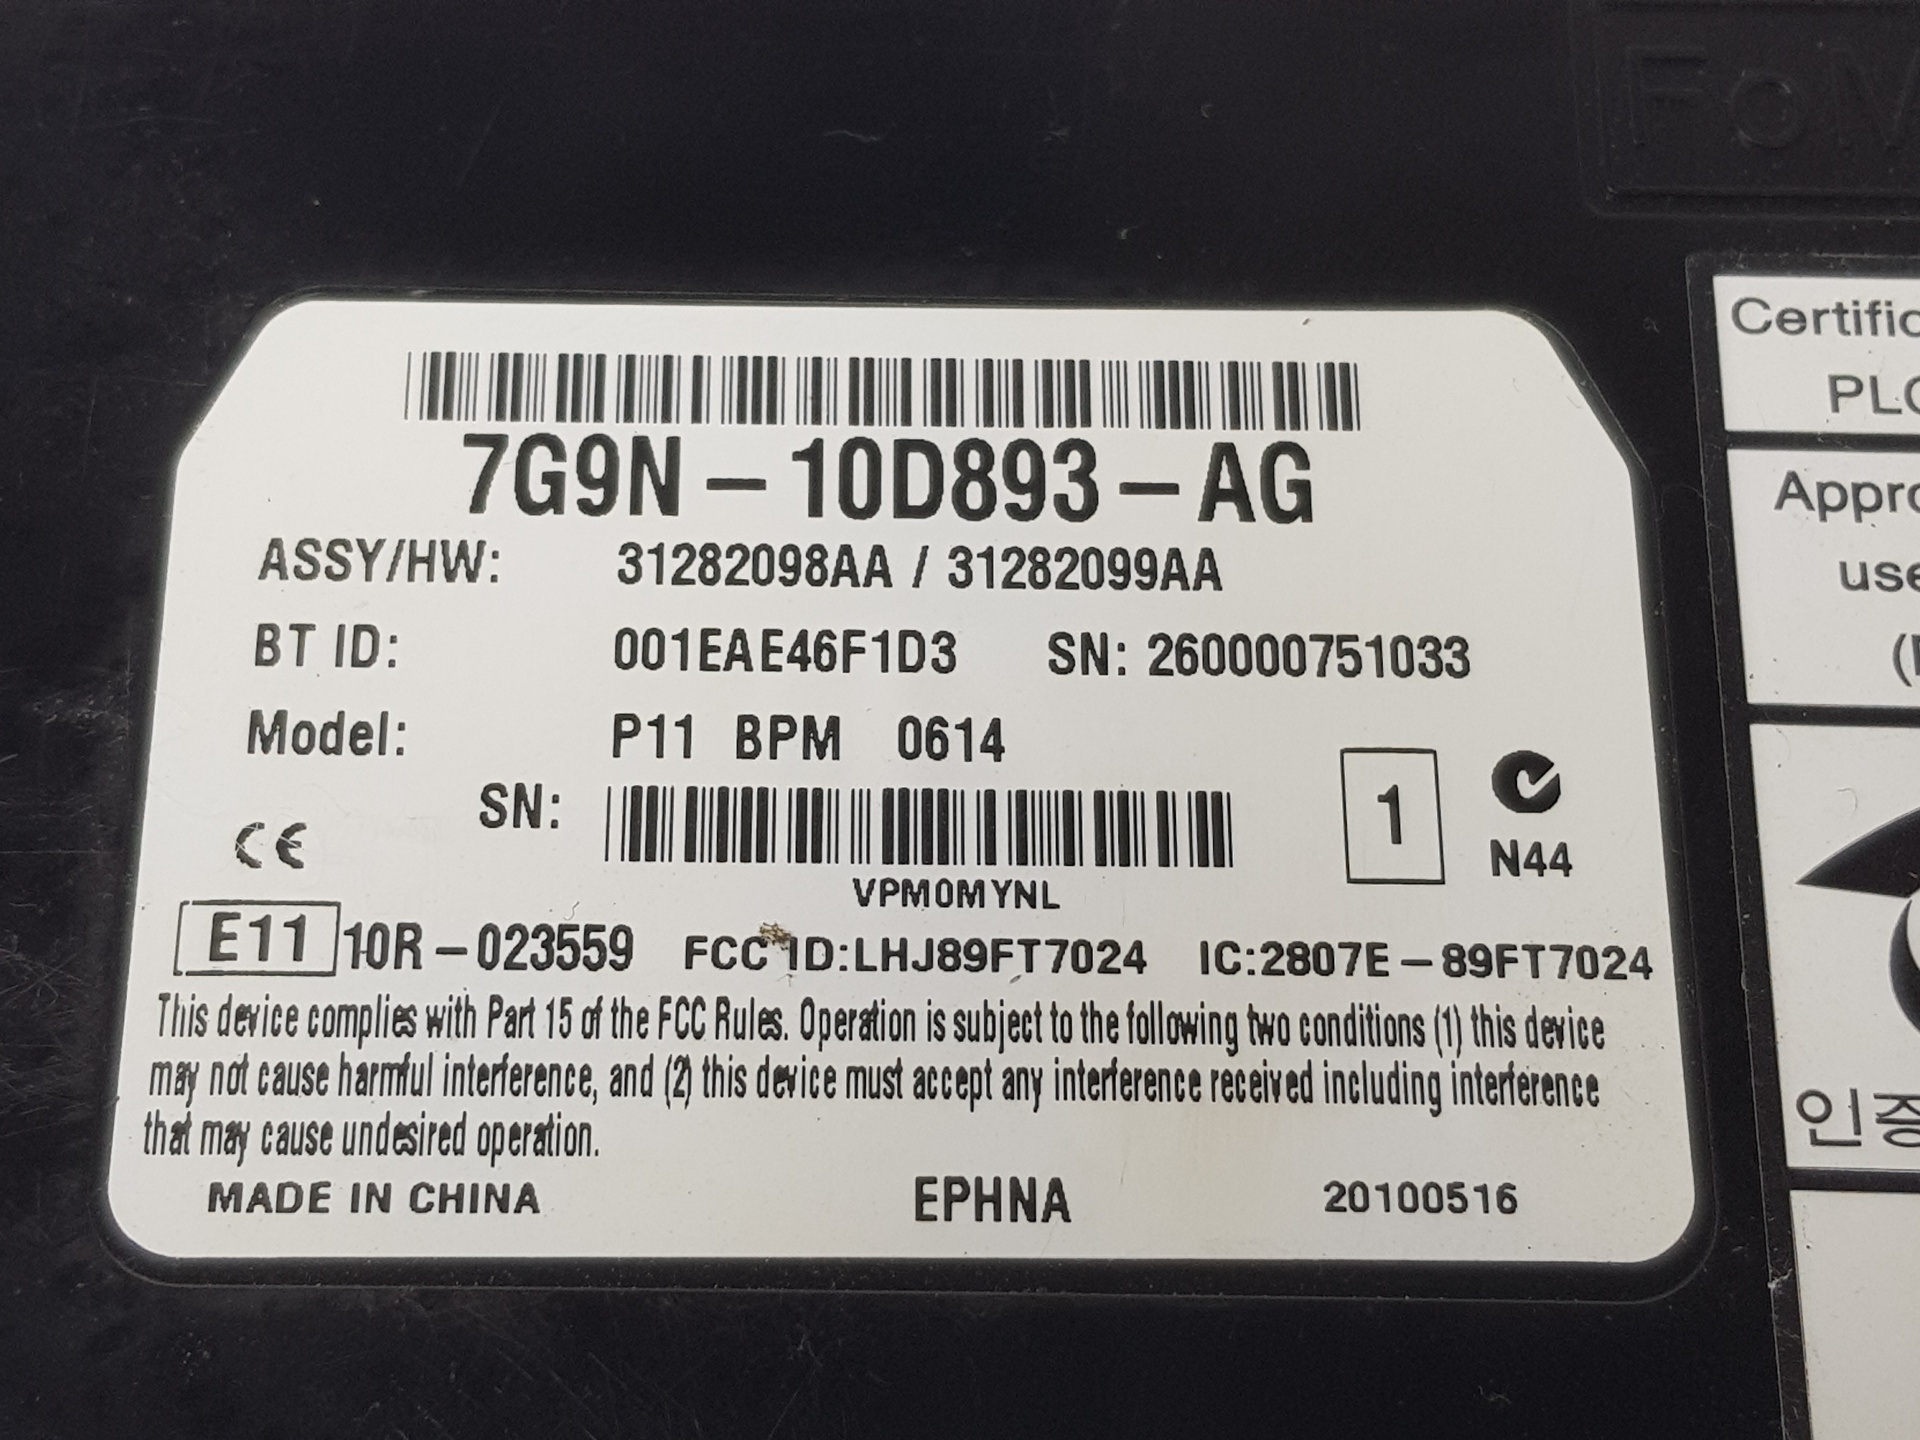 7G9N-10D893-AG
ASSY/HW: 31282098AA / 31282099AA
BT ID: 001EAE46F1D3 SN: 260000751033
Model: P11 BPM 0614
SN:
1
N44
VPM0MYNL
CE
E11 10R-023559 FCC ID:LHJ89FT7024 IC:2807E-89FT7024
This device complies with Part 15 of the FCC Rules. Operation is subject to the following two conditions (1) this device
may not cause harmful interference, and (2) this device must accept any interference received including interference
that may cause undesired operation.
MADE IN CHINA EPHNA 20100516
FoM
Certific
PLC
Appro
use
인증